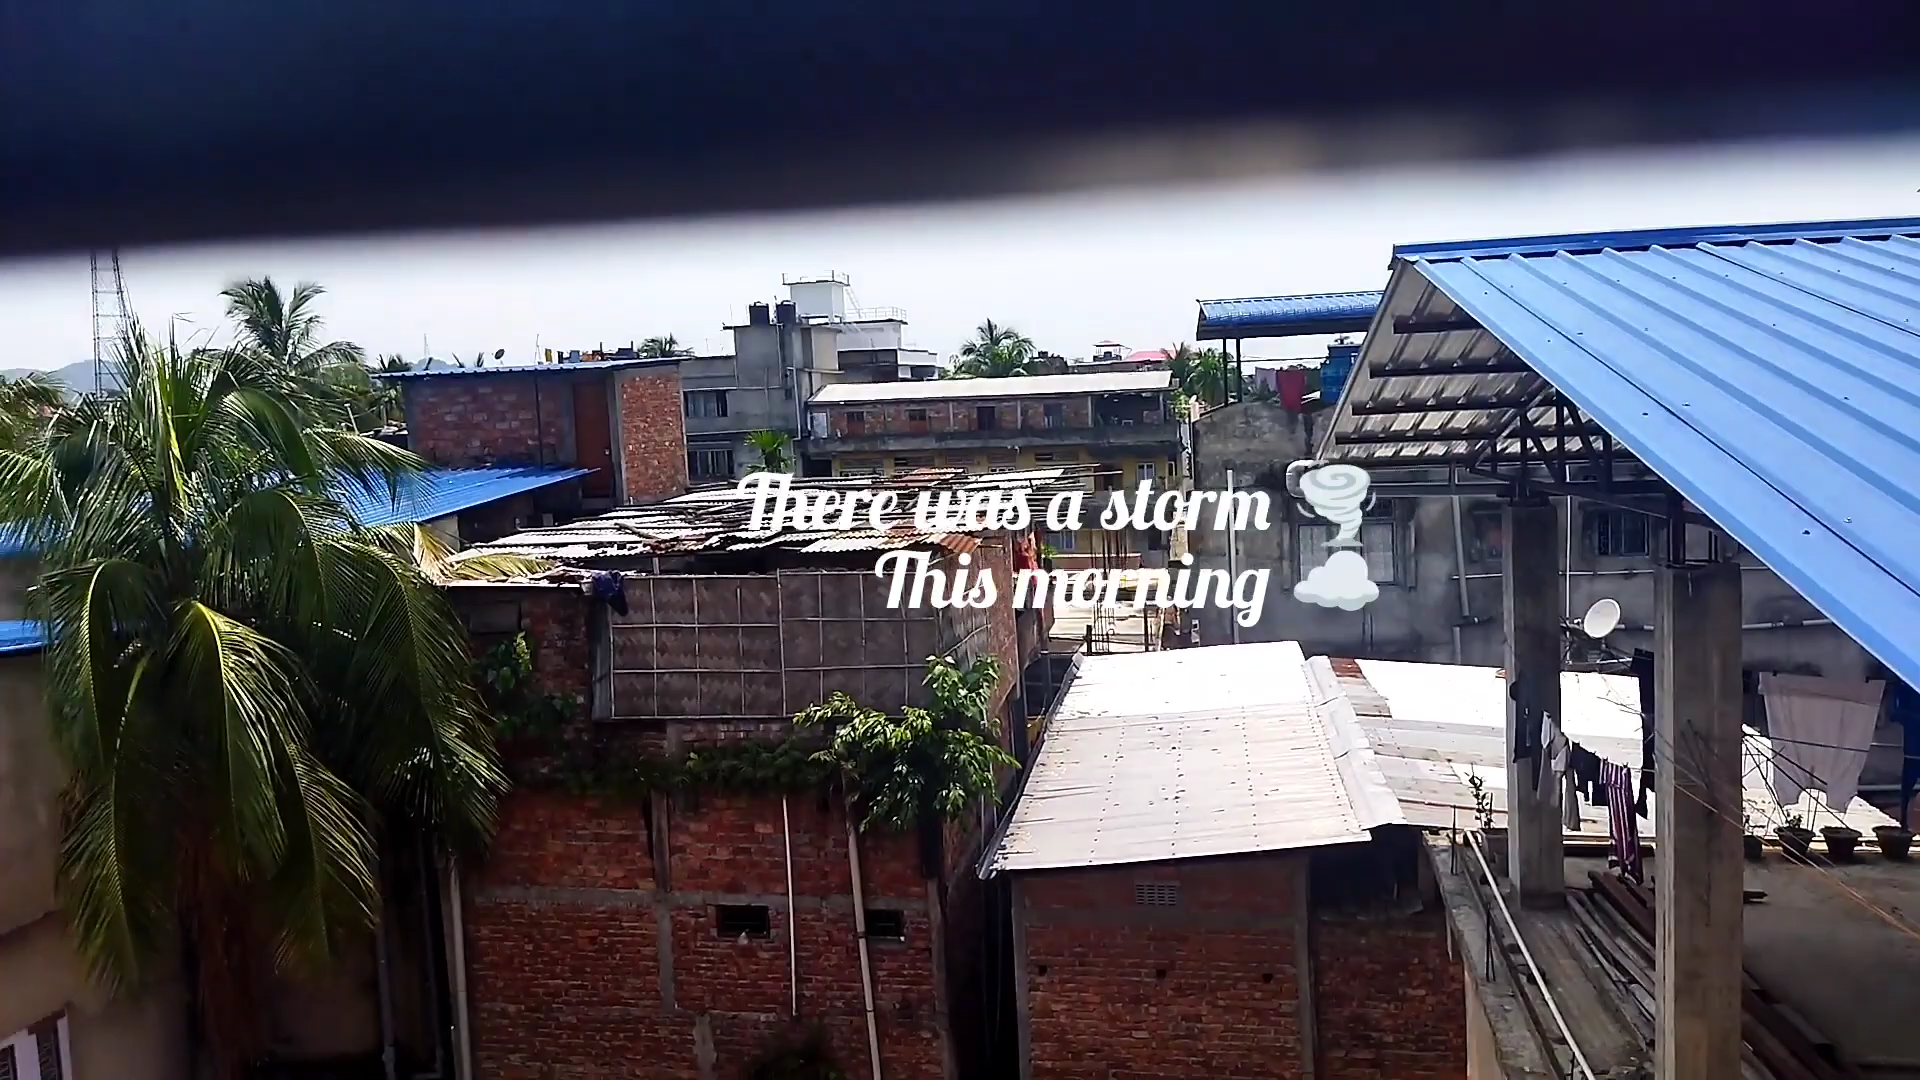 There was a storm 🌪️
This morning ☁️